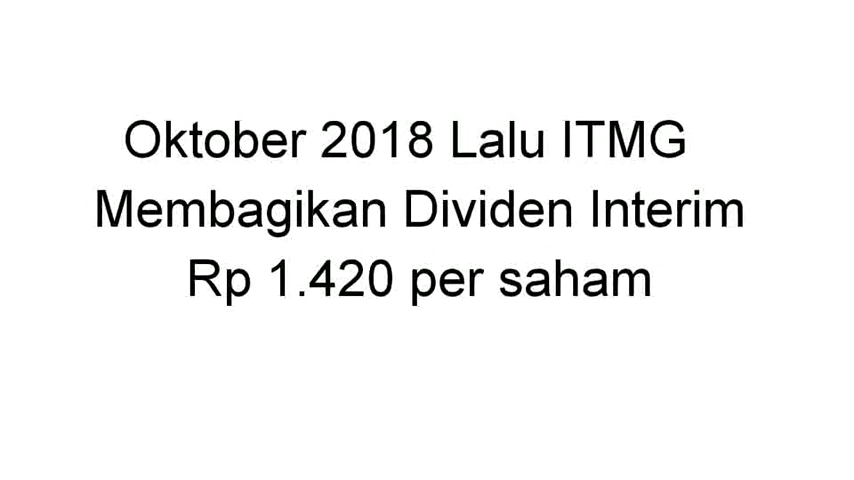 Oktober 2018 Lalu ITMG
Membagikan Dividen Interim
Rp 1.420 per saham